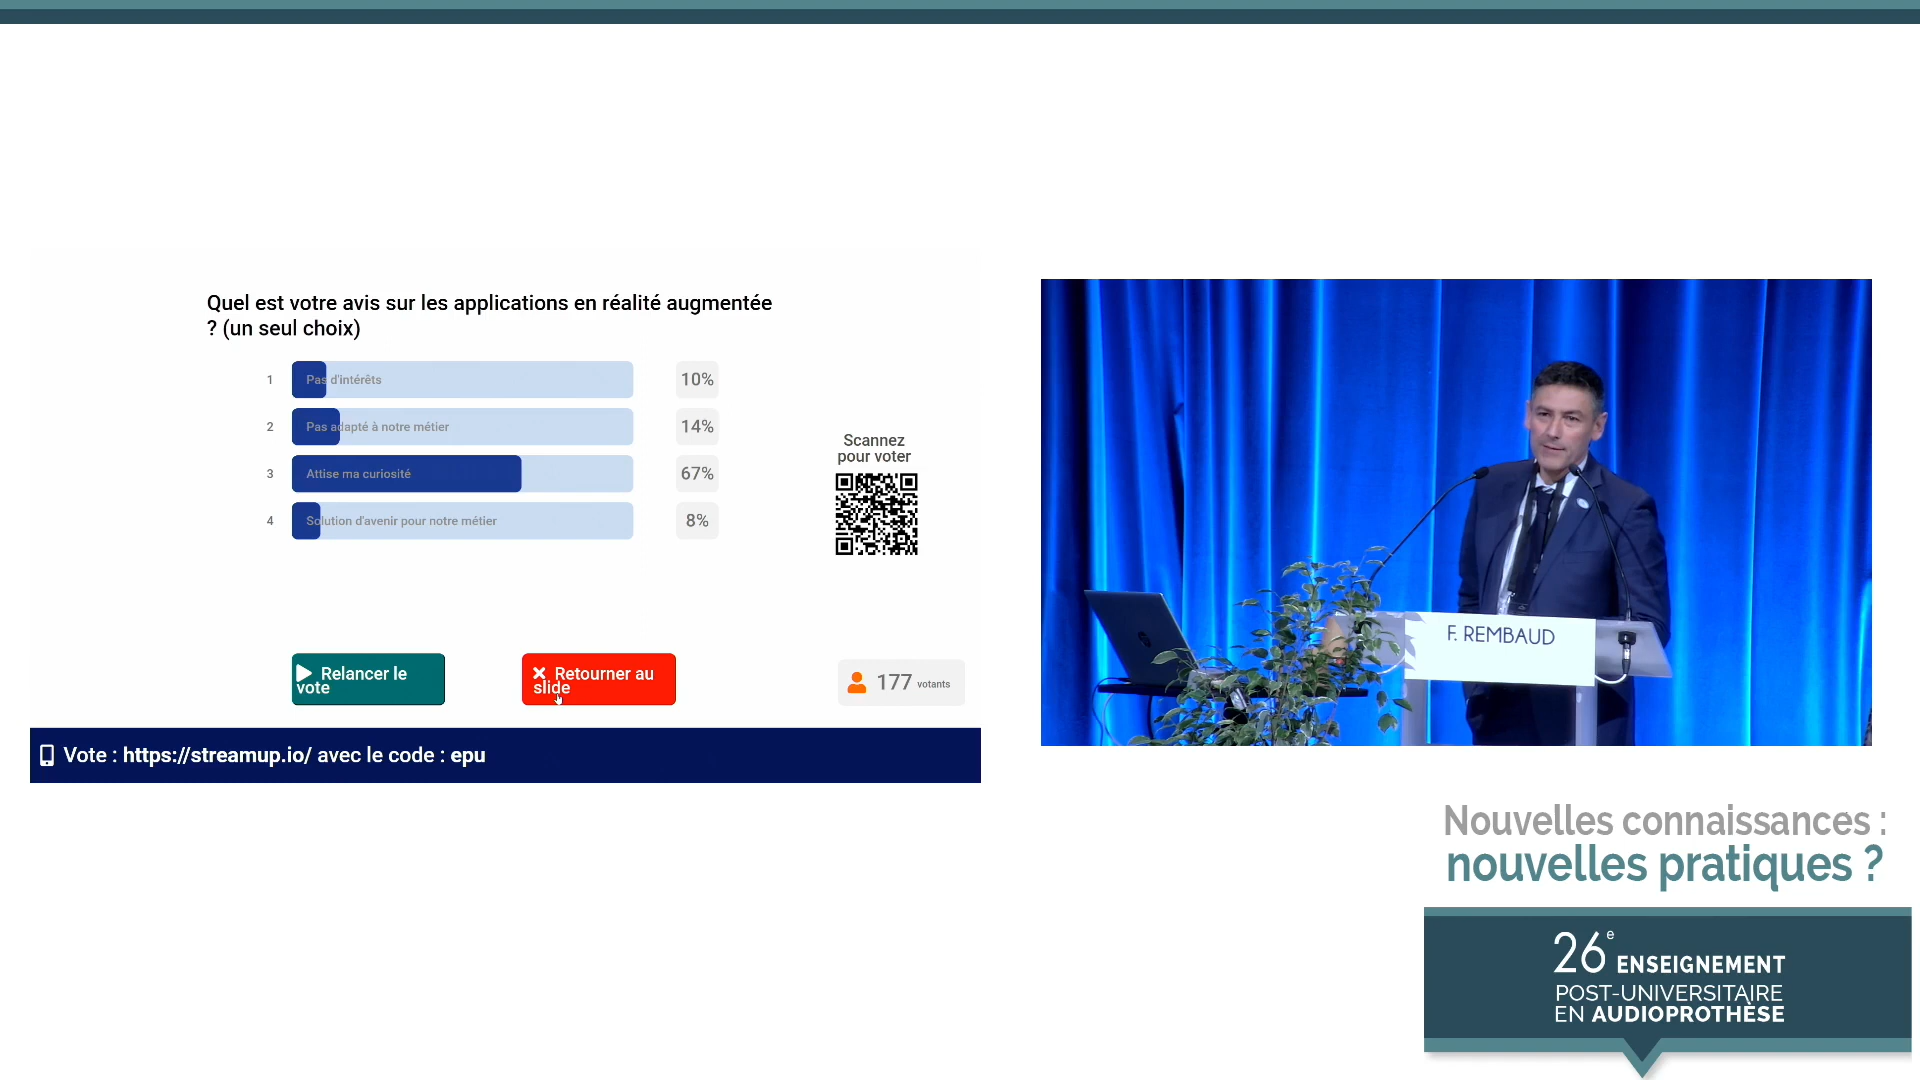 Quel est votre avis sur les applications en réalité augmentée
? (un seul choix)
1 Pas d'intérêts 10%
2 Pas adapté à notre métier 14%
3 Attise ma curiosité 67%
4 Solution d'avenir pour notre métier 8%
Scannez
pour voter
Relancer le
vote
Retourner au
slide
177 votants
Vote : https://streamup.io/ avec le code : epu
F. REMBAUD
Nouvelles connaissances :
nouvelles pratiques ?
26e ENSEIGNEMENT
POST-UNIVERSITAIRE
EN AUDIOPROTHÈSE